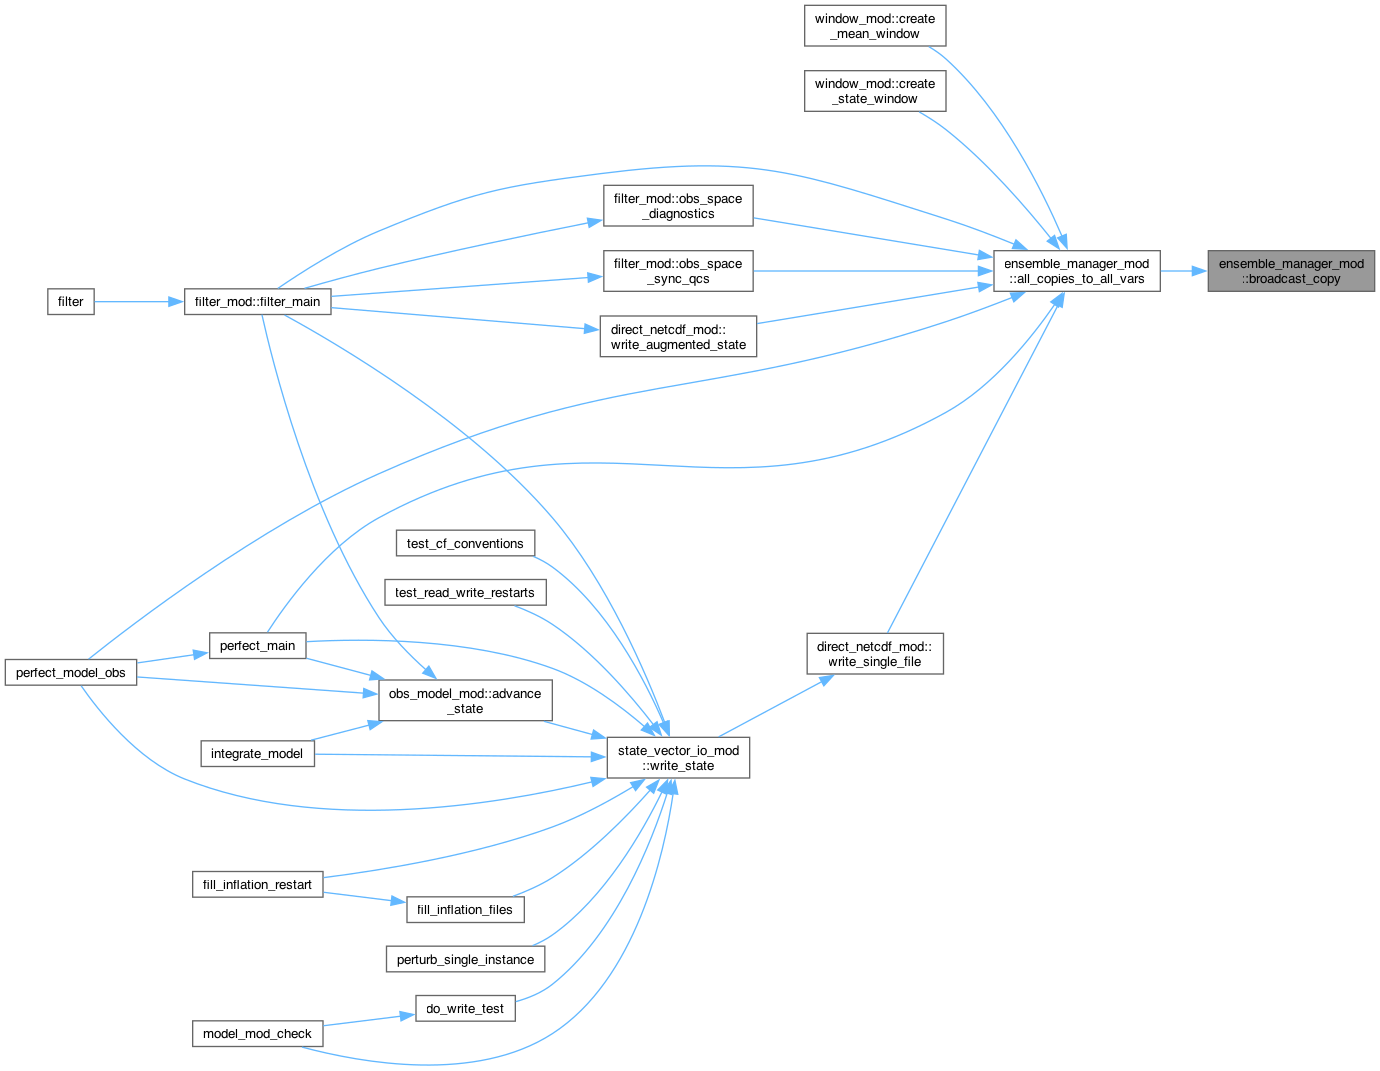 window_mod::create
_mean_window
window_mod::create
_state_window
filter_mod::obs_space
_diagnostics
filter_mod::obs_space
_sync_qcs
ensemble_manager_mod
::all_copies_to_all_vars
ensemble_manager_mod
::broadcast_copy
filter
filter_mod::filter_main
direct_netcdf_mod::
write_augmented_state
test_cf_conventions
test_read_write_restarts
perfect_main
direct_netcdf_mod::
write_single_file
perfect_model_obs
obs_model_mod::advance
_state
integrate_model
state_vector_io_mod
::write_state
fill_inflation_restart
fill_inflation_files
perturb_single_instance
do_write_test
model_mod_check